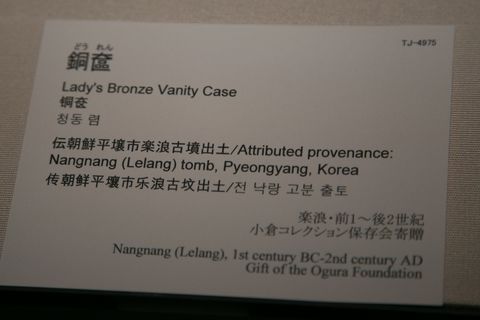 TJ-4975
どう れん
銅奩
Lady's Bronze Vanity Case
铜奁
청동 렴
伝朝鮮平壌市楽浪古墳出土/Attributed provenance:
Nangnang (Lelang) tomb, Pyeongyang, Korea
传朝鲜平壤市乐浪古坟出土/전 낙랑 고분 출토
楽浪・前1～後2世紀
小倉コレクション保存会寄贈
Nangnang (Lelang), 1st century BC-2nd century AD
Gift of the Ogura Foundation